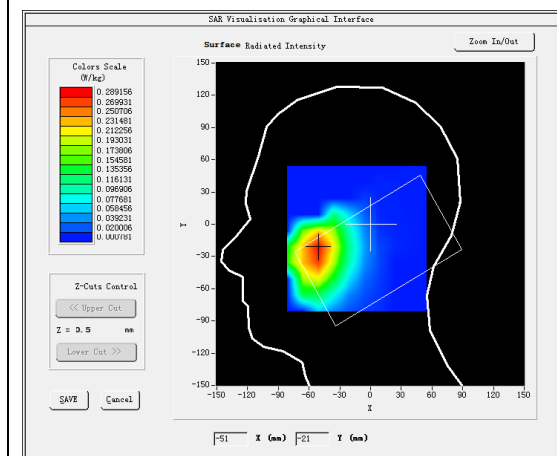 SAR Visualisation Graphical Interface
Surface Radiated Intensity
Zoom In/Out
Colors Scale
(W/kg)
0.289156
0.269931
0.250706
0.231481
0.212256
0.193031
0.173806
0.154581
0.135356
0.116131
0.096906
0.077681
0.058456
0.039231
0.020006
0.000781
Z-Cuts Control
<< Upper Cut
Z = 0.5 mm
Lower Cut >>
SAVE
Cancel
150
120
90
60
30
0
-30
-60
-90
-120
-150
Y
-150 -120 -90 -60 -30 0 30 60 90 120 150
X
-51 X (mm) -21 Y (mm)